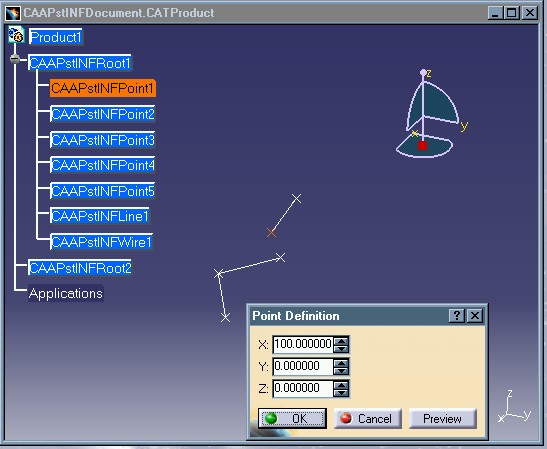 CAAPstINFDocument.CATProduct
Product1
CAAPstINFRoot1
CAAPstINFPoint1
CAAPstINFPoint2
CAAPstINFPoint3
CAAPstINFPoint4
CAAPstINFPoint5
CAAPstINFLine1
CAAPstINFWire1
CAAPstINFRoot2
Applications
z
y
x
Point Definition
X: 100.000000
Y: 0.000000
Z: 0.000000
OK Cancel Preview
z
x y